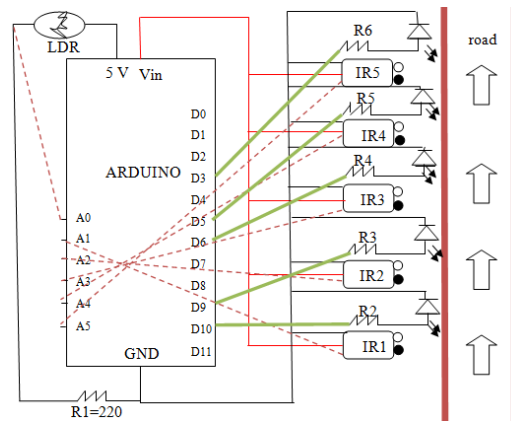 LDR
5 V Vin
ARDUINO
A0
A1
A2
A3
A4
A5
D0
D1
D2
D3
D4
D5
D6
D7
D8
D9
D10
D11
GND
R1=220
R6
IR5
R5
IR4
R4
IR3
R3
IR2
R2
IR1
road